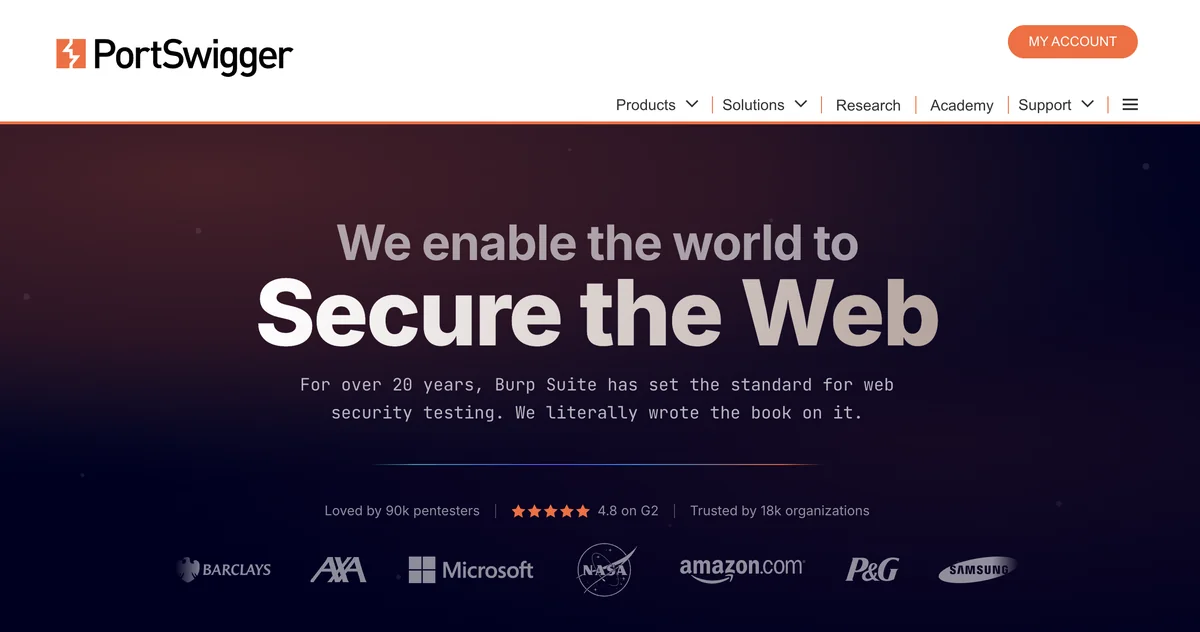 PortSwigger
MY ACCOUNT
Products
Solutions
Research
Academy
Support
We enable the world to
Secure the Web
For over 20 years, Burp Suite has set the standard for web
security testing. We literally wrote the book on it.
Loved by 90k pentesters
4.8 on G2
Trusted by 18k organizations
BARCLAYS
AXA
Microsoft
NASA
amazon.com
P&G
SAMSUNG